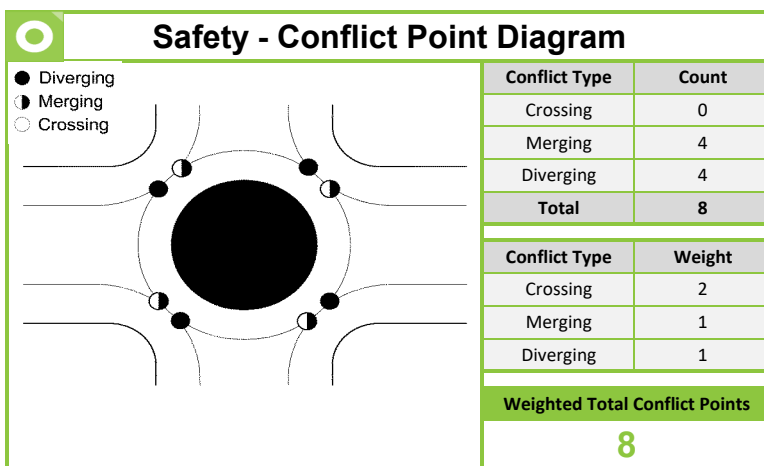 Safety - Conflict Point Diagram
Diverging
Merging
Crossing
Conflict Type Count
Crossing 0
Merging 4
Diverging 4
Total 8
Conflict Type Weight
Crossing 2
Merging 1
Diverging 1
Weighted Total Conflict Points
8